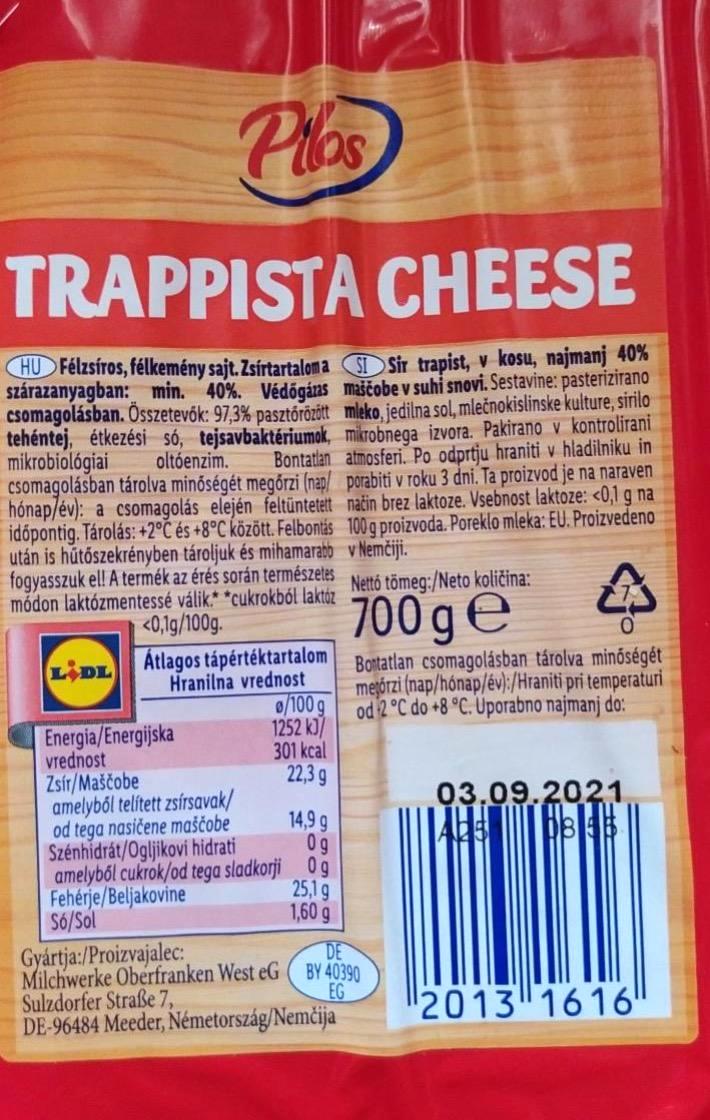 Pilos
TRAPPISTA CHEESE
HU Félzsíros, félkemény sajt. Zsírtartalom a
szárazanyagban: min. 40%. Védőgázas
csomagolásban. Összetevők: 97,3% pasztőrözött
tehéntej, étkezési só, tejsavbaktériumok,
mikrobiológiai oltóenzim. Bontatlan
csomagolásban tárolva minőségét megőrzi (nap/
hónap/év): a csomagolás elején feltüntetett
időpontig. Tárolás: +2°C és +8°C között. Felbontás
után is hűtőszekrényben tároljuk és mihamarabb
fogyasszuk el! A termék az érés során természetes
módon laktózmentessé válik.* *cukrokból laktóz
<0,1g/100g.
SI Sir trapist, v kosu, najmanj 40%
maščobe v suhi snovi. Sestavine: pasterizirano
mleko, jedilna sol, mlečnokislinske kulture, sirilo
mikrobnega izvora. Pakirano v kontrolirani
atmosferi. Po odprtju hraniti v hladilniku in
porabiti v roku 3 dni. Ta proizvod je na naraven
način brez laktoze. Vsebnost laktoze: <0,1 g na
100 g proizvoda. Poreklo mleka: EU. Proizvedeno
v Nemčiji.
Nettó tömeg:/Neto količina:
700 g e
7
O
Bontatlan csomagolásban tárolva minőségét
megőrzi (nap/hónap/év):/Hraniti pri temperaturi
od 2 °C do +8 °C. Uporabno najmanj do:
03.09.2021
A251 08:55
2013 1616
LIDL
Átlagos tápértéktartalom
Hranilna vrednost
ø/100 g
Energia/Energijska 1252 kJ/
vrednost 301 kcal
Zsír/Maščobe 22,3 g
amelyből telített zsírsavak/
od tega nasičene maščobe 14,9 g
Szénhidrát/Ogljikovi hidrati 0 g
amelyből cukrok/od tega sladkorji 0 g
Fehérje/Beljakovine 25,1 g
Só/Sol 1,60 g
Gyártja:/Proizvajalec:
Milchwerke Oberfranken West eG
Sulzdorfer Straße 7,
DE-96484 Meeder, Németország/Nemčija
DE
BY 40390
EG